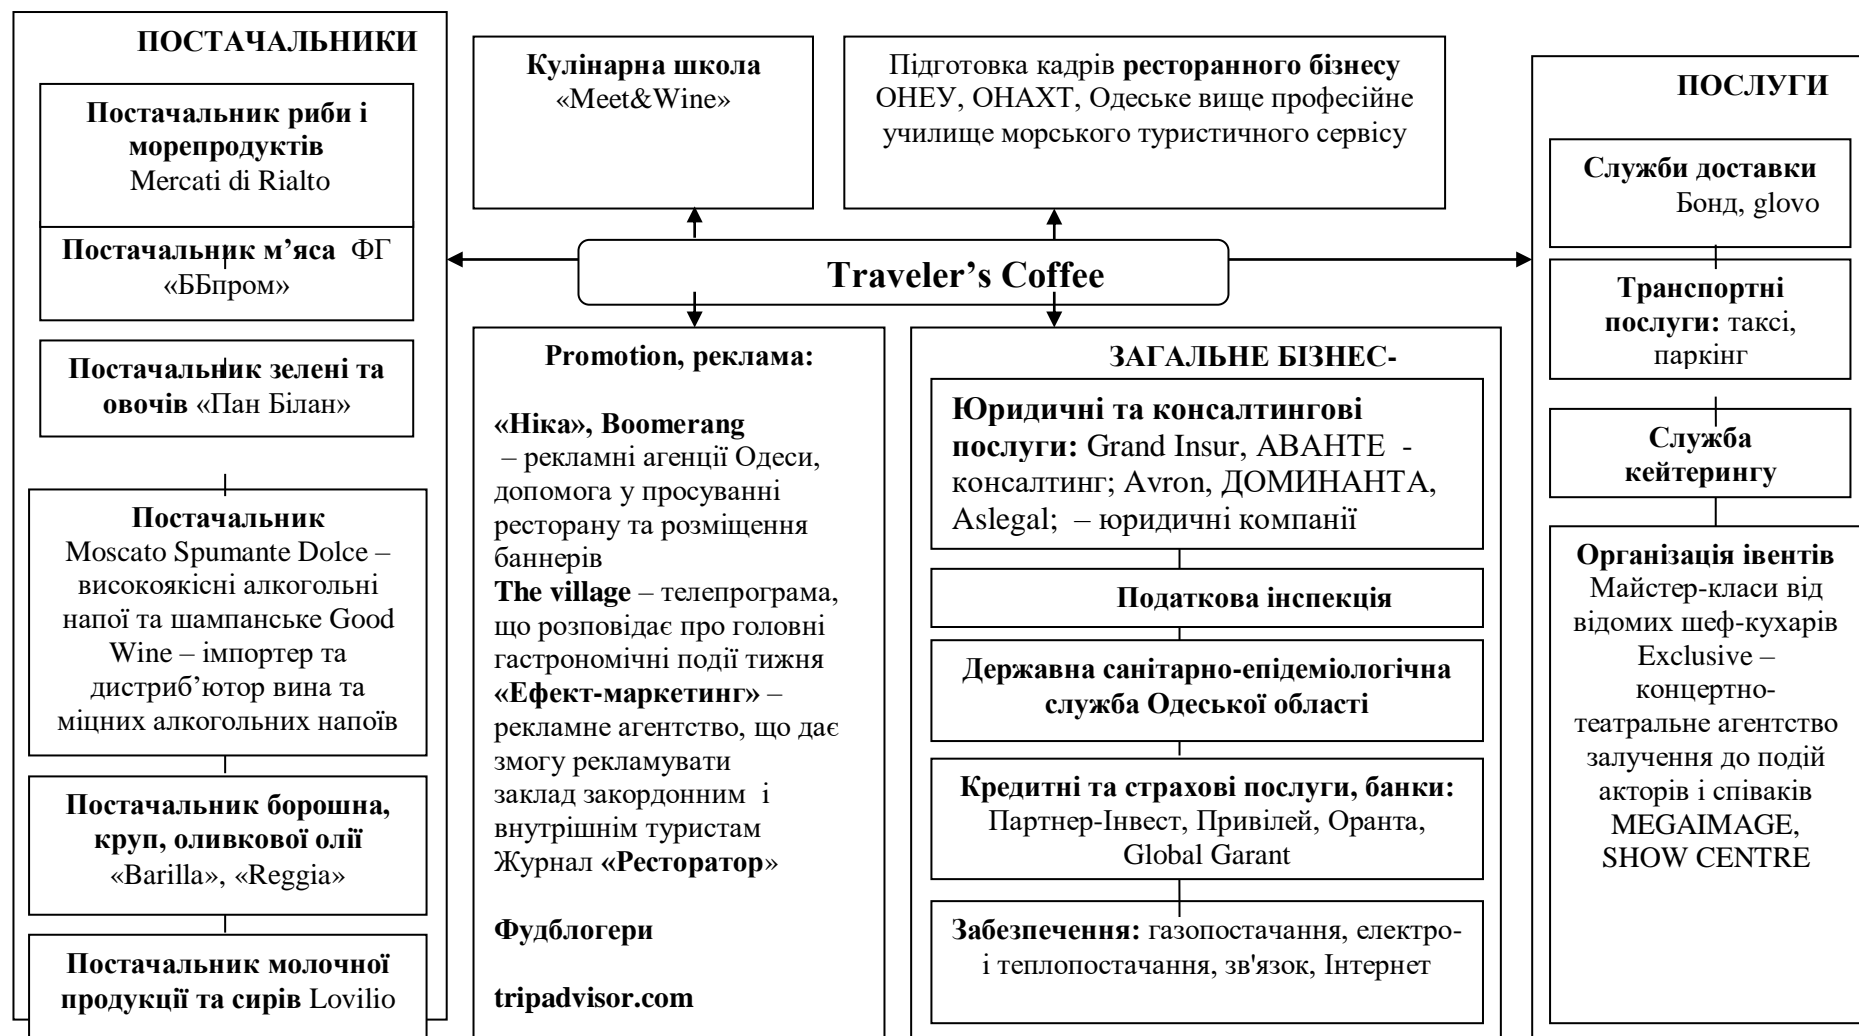 ПОСТАЧАЛЬНИКИ
Постачальник риби і
морепродуктів
Mercati di Rialto
Постачальник м’яса ФГ
«ББпром»
Постачальник зелені та
овочів «Пан Білан»
Постачальник
Moscato Spumante Dolce –
високоякісні алкогольні
напої та шампанське Good
Wine – імпортер та
дистриб’ютор вина та
міцних алкогольних напоїв
Постачальник борошна,
круп, оливкової олії
«Barilla», «Reggia»
Постачальник молочної
продукції та сирів Lovilio
Кулінарна школа
«Meet&Wine»
Підготовка кадрів ресторанного бізнесу
ОНЕУ, ОНАХТ, Одеське вище професійне
училище морського туристичного сервісу
Traveler’s Coffee
Promotion, реклама:
«Ніка», Boomerang
– рекламні агенції Одеси,
допомога у просуванні
ресторану та розміщення
баннерів
The village – телепрограма,
що розповідає про головні
гастрономічні події тижня
«Ефект-маркетинг» –
рекламне агентство, що дає
змогу рекламувати
заклад закордонним і
внутрішнім туристам
Журнал «Ресторатор»
Фудблогери
tripadvisor.com
ЗАГАЛЬНЕ БІЗНЕС-
Юридичні та консалтингові
послуги: Grand Insur, АВАНТЕ -
консалтинг; Avron, ДОМИНАНТА,
Aslegal; – юридичні компанії
Податкова інспекція
Державна санітарно-епідеміологічна
служба Одеської області
Кредитні та страхові послуги, банки:
Партнер-Інвест, Привілей, Оранта,
Global Garant
Забезпечення: газопостачання, електро-
і теплопостачання, зв'язок, Інтернет
ПОСЛУГИ
Служби доставки
Бонд, glovo
Транспортні
послуги: таксі,
паркінг
Служба
кейтерингу
Організація івентів
Майстер-класи від
відомих шеф-кухарів
Exclusive –
концертно-
театральне агентство
залучення до подій
акторів і співаків
MEGAIMAGE,
SHOW CENTRE